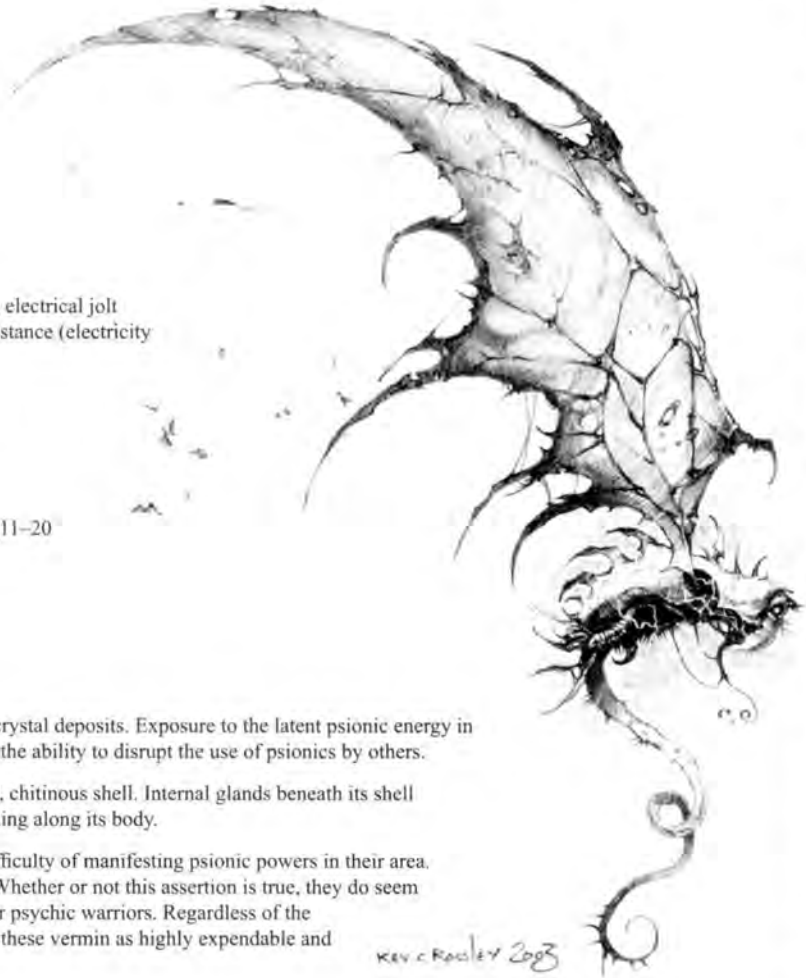 electrical jolt
stance (electricity
11–20
crystal deposits. Exposure to the latent psionic energy in
the ability to disrupt the use of psionics by others.
, chitinous shell. Internal glands beneath its shell
ing along its body.
fficulty of manifesting psionic powers in their area.
Whether or not this assertion is true, they do seem
r psychic warriors. Regardless of the
these vermin as highly expendable and
KEV CROSSLEY 2003